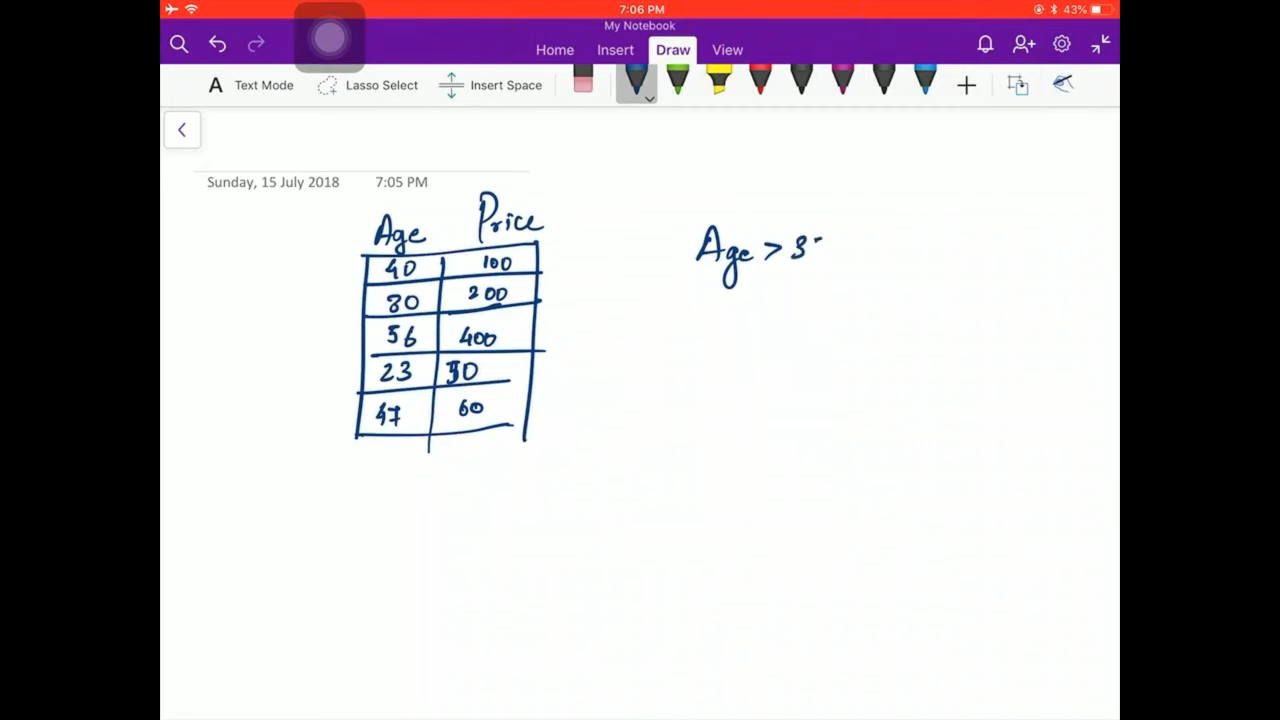 7:06 PM
43%
My Notebook
Home Insert Draw View
Text Mode Lasso Select Insert Space
Sunday, 15 July 2018 7:05 PM
Age Price
40 100
80 200
56 400
23 50
47 60
Age > 3